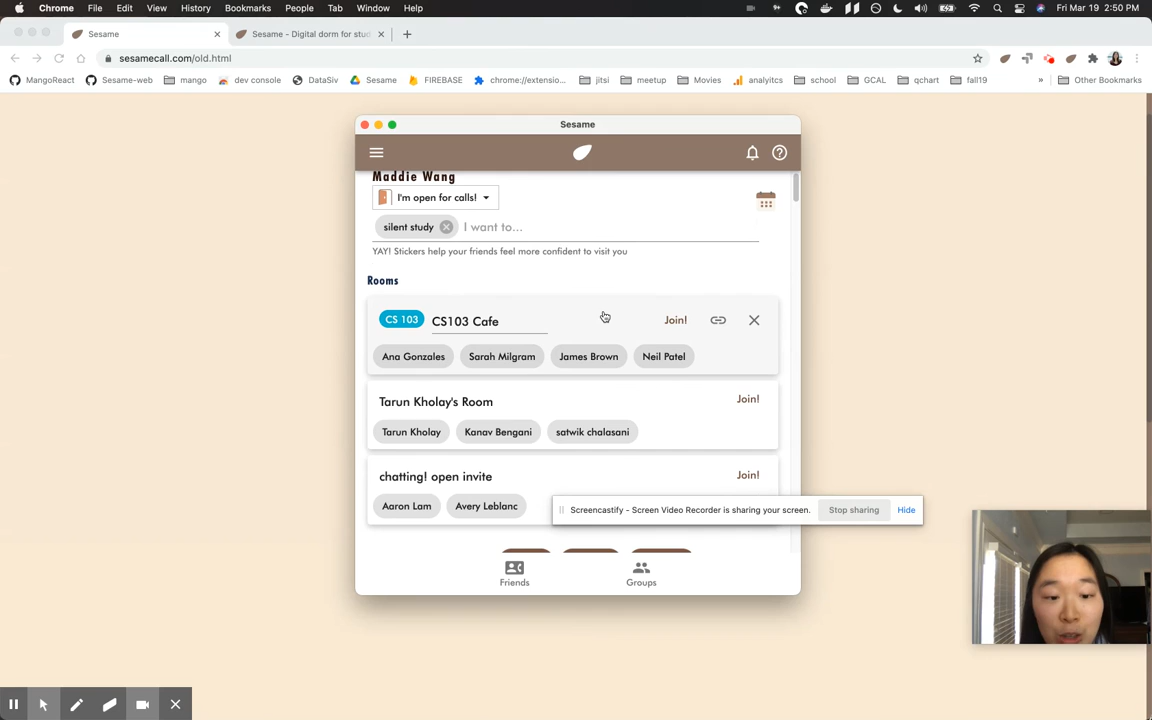 Chrome File Edit View History Bookmarks People Tab Window Help Fri Mar 19 2:50 PM
Sesame Sesame - Digital dorm for stu
sesamecall.com/old.html
MangoReact Sesame-web mango dev console DataSiv Sesame FIREBASE chrome://extensio... jitsi meetup Movies analyitcs school GCAL qchart fall19 » Other Bookmarks
Sesame
Maddie Wang
I'm open for calls!
silent study I want to...
YAY! Stickers help your friends feel more confident to visit you
Rooms
CS 103 CS103 Cafe Join!
Ana Gonzales Sarah Milgram James Brown Neil Patel
Tarun Kholay's Room Join!
Tarun Kholay Kanav Bengani satwik chalasani
chatting! open invite Join!
Aaron Lam Avery Leblanc
Screencastify - Screen Video Recorder is sharing your screen. Stop sharing Hide
Friends Groups